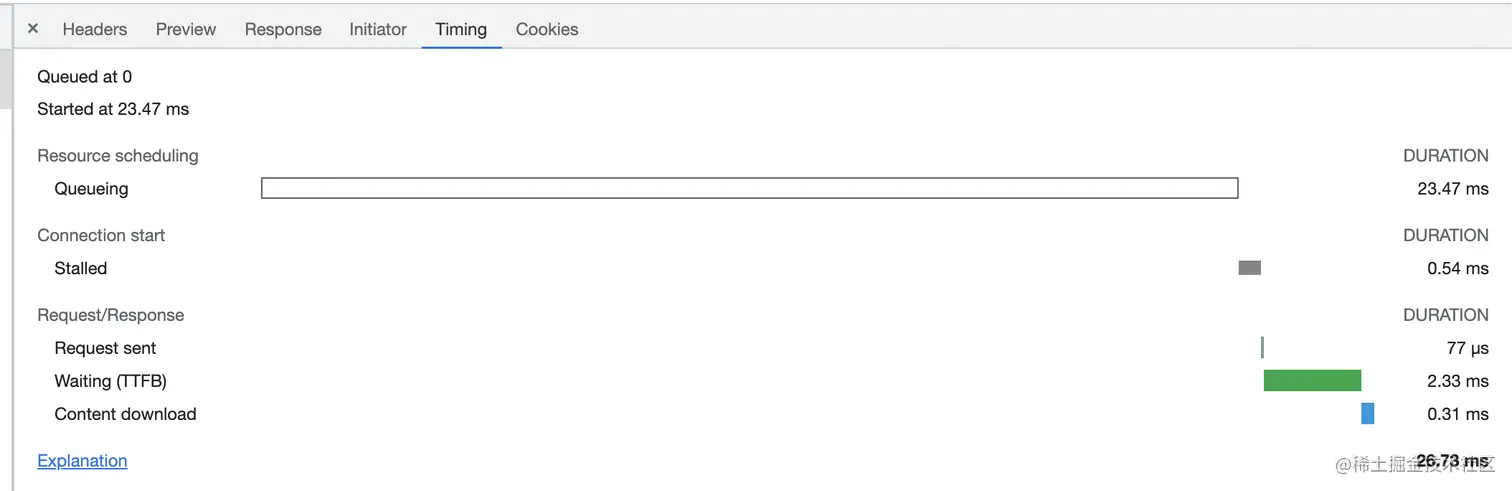 × Headers Preview Response Initiator Timing Cookies
Queued at 0
Started at 23.47 ms
Resource scheduling DURATION
Queueing 23.47 ms
Connection start DURATION
Stalled 0.54 ms
Request/Response DURATION
Request sent 77 µs
Waiting (TTFB) 2.33 ms
Content download 0.31 ms
Explanation 26.73 ms
@稀土掘金技术社区